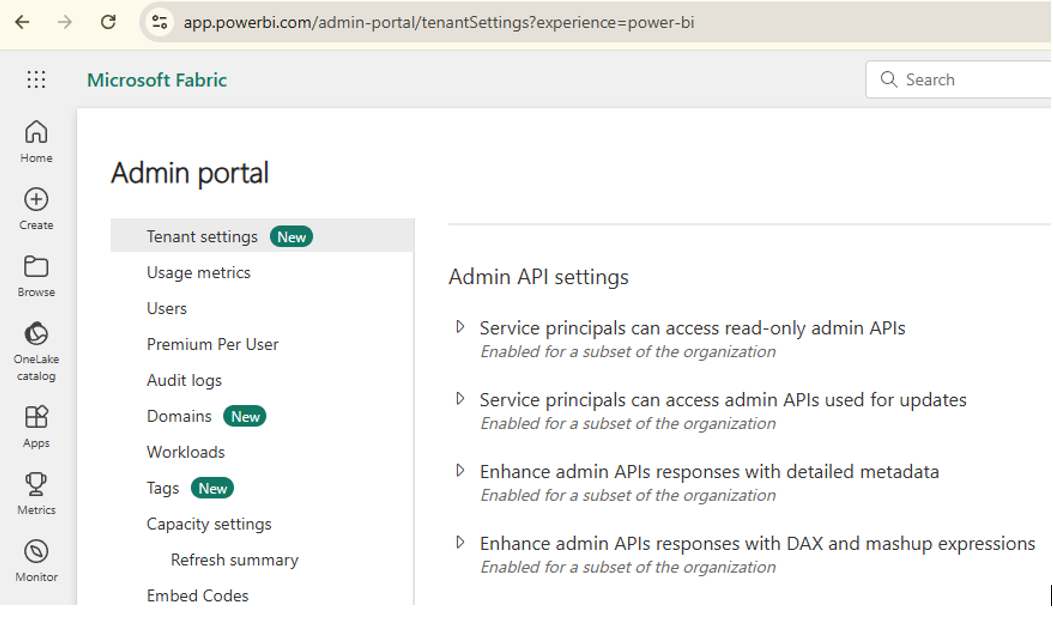 app.powerbi.com/admin-portal/tenantSettings?experience=power-bi
Microsoft Fabric
Search
Home
Create
Browse
OneLake
catalog
Apps
Metrics
Monitor
Admin portal
Tenant settings New
Usage metrics
Users
Premium Per User
Audit logs
Domains New
Workloads
Tags New
Capacity settings
Refresh summary
Embed Codes
Admin API settings
Service principals can access read-only admin APIs
Enabled for a subset of the organization
Service principals can access admin APIs used for updates
Enabled for a subset of the organization
Enhance admin APIs responses with detailed metadata
Enabled for a subset of the organization
Enhance admin APIs responses with DAX and mashup expressions
Enabled for a subset of the organization